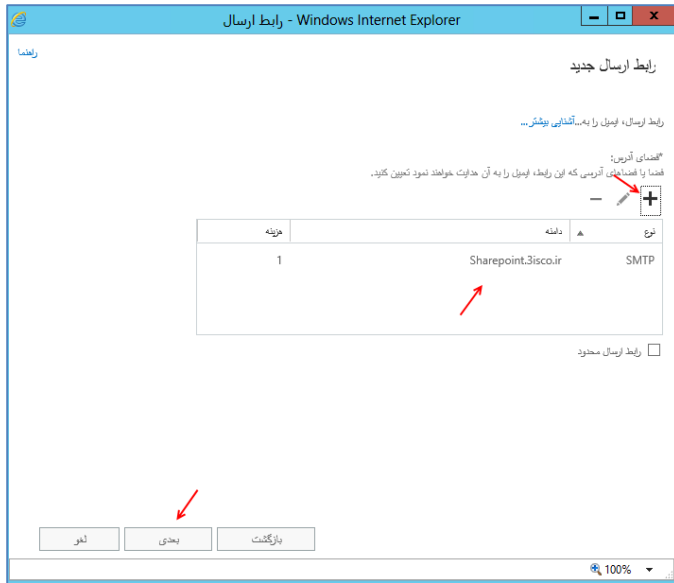 رابط ارسال - Windows Internet Explorer
راهنما
رابط ارسال جدید
رابط ارسال، ایمیل را به...آشنایی بیشتر...
*فضای آدرس:
فضا یا فضاهای آدرسی که این رابط، ایمیل را به آن هدایت خواهند نمود تعیین کنید.
نوع دامنه هزینه
SMTP Sharepoint.3isco.ir 1
رابط ارسال محدود
بازگشت بعدی لغو
100%